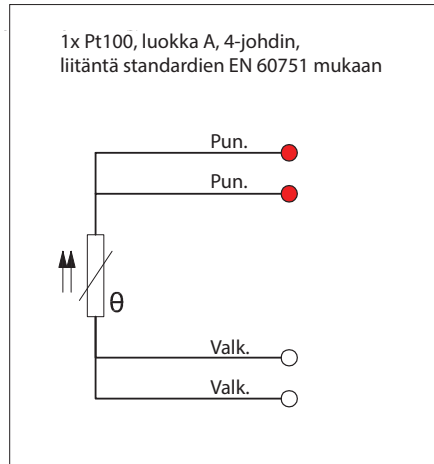 1x Pt100, luokka A, 4-johdin,
liitäntä standardien EN 60751 mukaan
Pun.
Pun.
θ
Valk.
Valk.